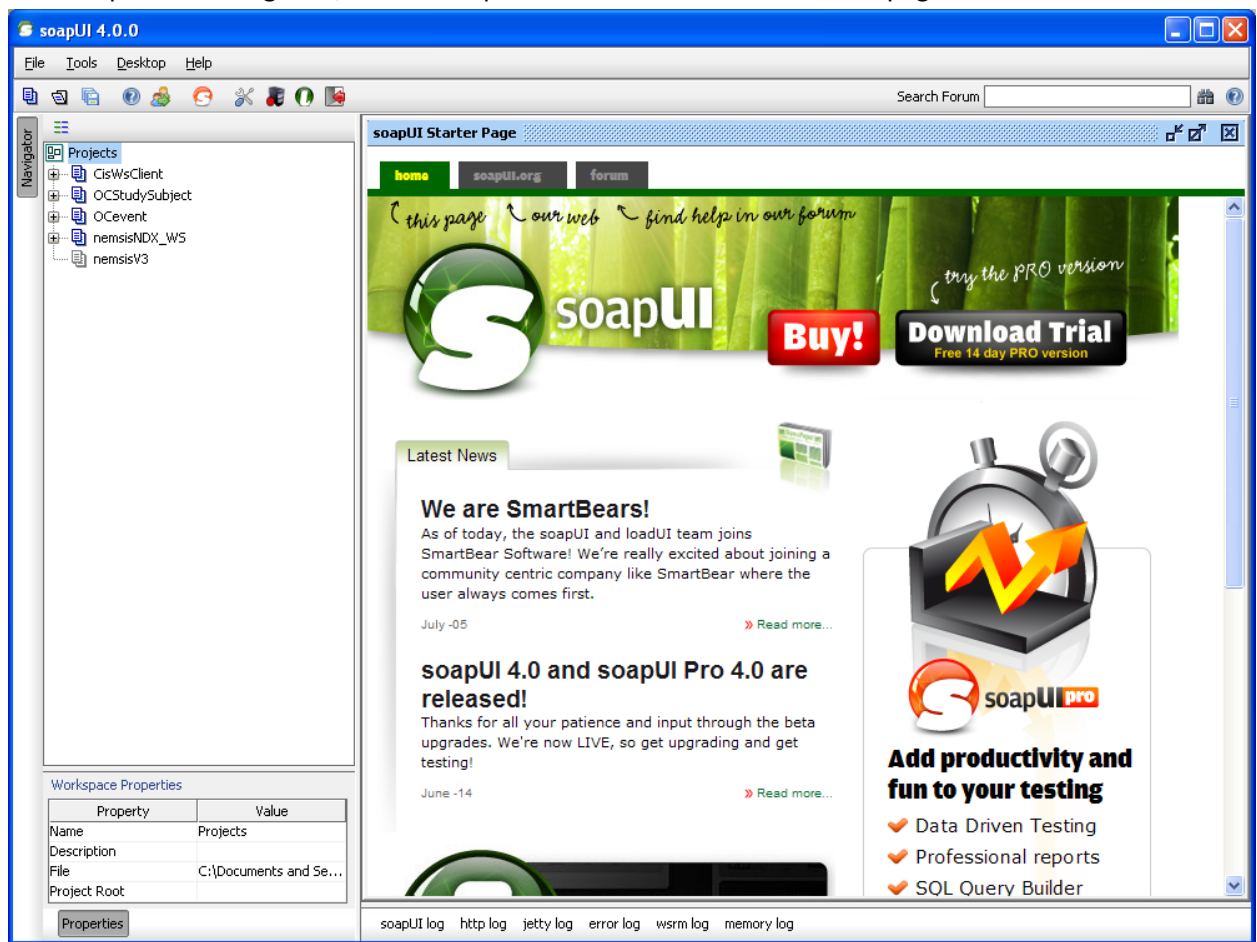 soapUI 4.0.0
File Tools Desktop Help
Search Forum
Navigator
Projects
CisWsClient
OCStudySubject
OCevent
nemsisNDX_WS
nemsisV3
soapUI Starter Page
home soapUI.org forum
this page our web find help in our forum
try the PRO version
soapUI
Buy!
Download Trial
Free 14 day PRO version
Latest News
We are SmartBears!
As of today, the soapUI and loadUI team joins
SmartBear Software! We're really excited about joining a
community centric company like SmartBear where the
user always comes first.
July -05 » Read more...
soapUI 4.0 and soapUI Pro 4.0 are
released!
Thanks for all your patience and input through the beta
upgrades. We're now LIVE, so get upgrading and get
testing!
June -14 » Read more...
soapUI pro
Add productivity and
fun to your testing
Data Driven Testing
Professional reports
SQL Query Builder
Workspace Properties
Property Value
Name Projects
Description
File C:\Documents and Se...
Project Root
Properties
soapUI log http log jetty log error log wsrm log memory log